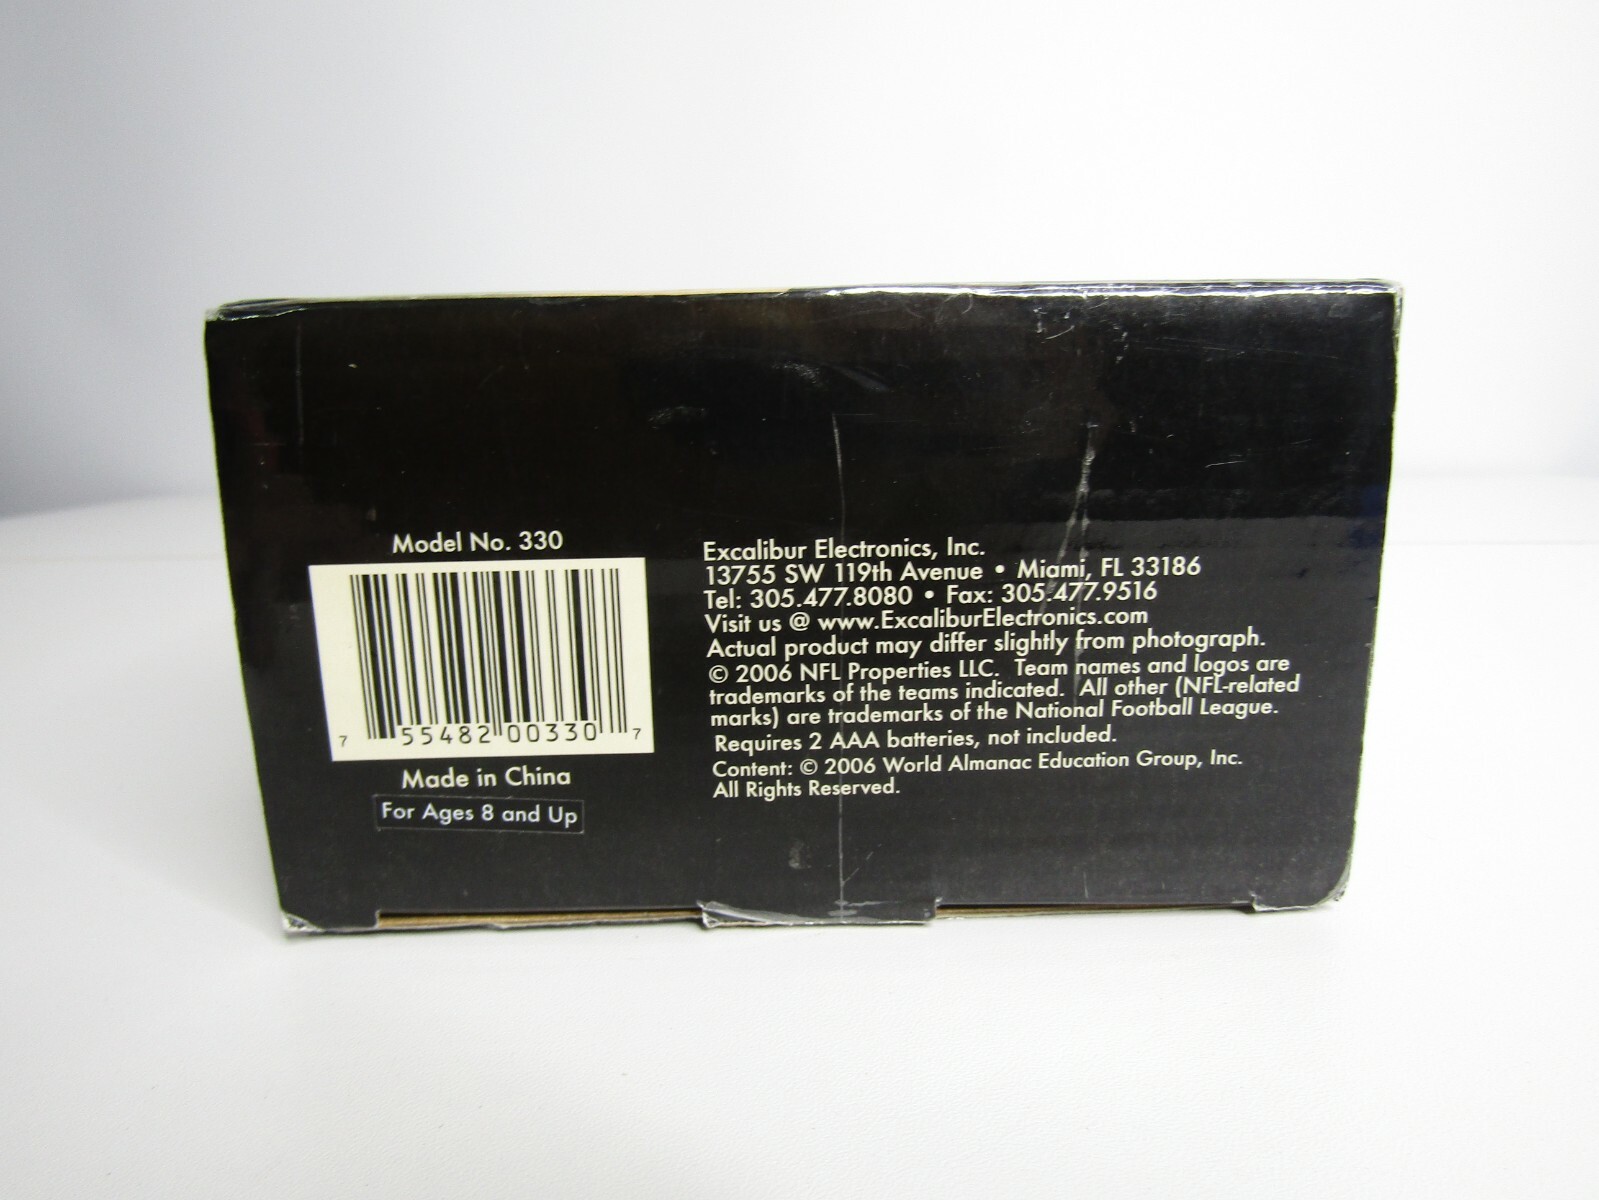 Model No. 330
7 55482 00330 7
Made in China
For Ages 8 and Up
Excalibur Electronics, Inc.
13755 SW 119th Avenue • Miami, FL 33186
Tel: 305.477.8080 • Fax: 305.477.9516
Visit us @ www.ExcaliburElectronics.com
Actual product may differ slightly from photograph.
© 2006 NFL Properties LLC. Team names and logos are
trademarks of the teams indicated. All other (NFL-related
marks) are trademarks of the National Football League.
Requires 2 AAA batteries, not included.
Content: © 2006 World Almanac Education Group, Inc.
All Rights Reserved.